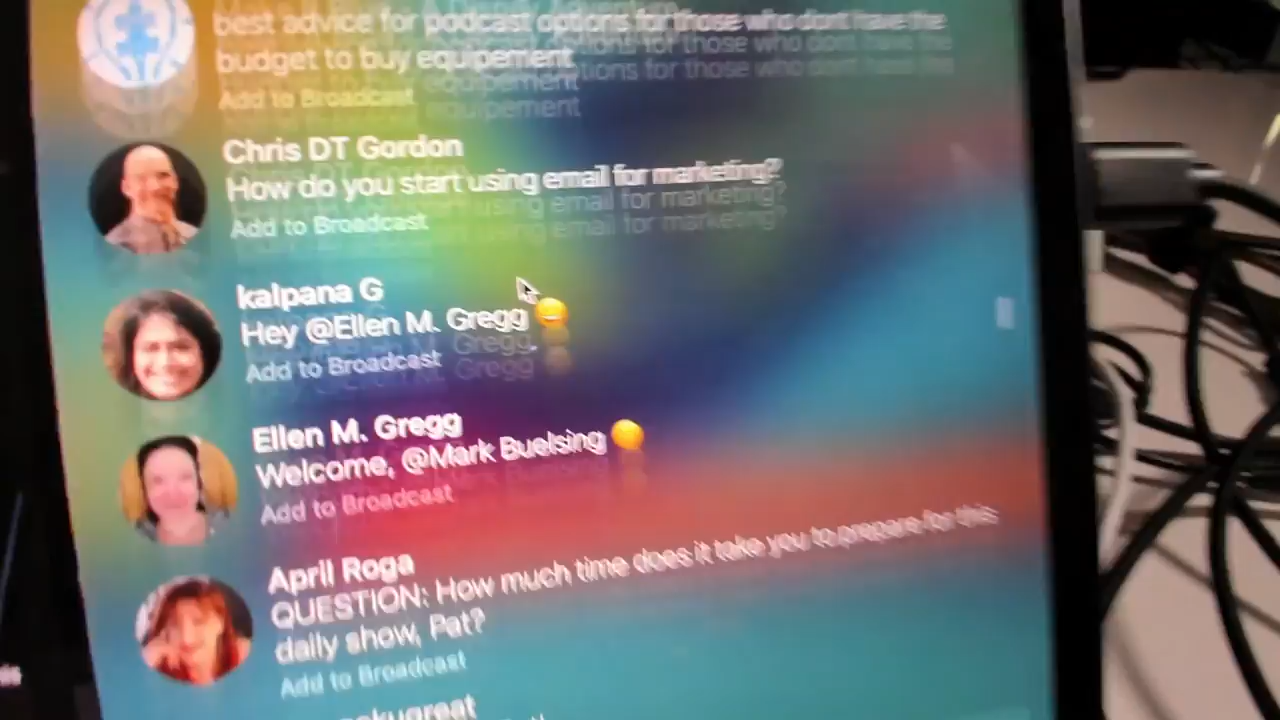 best advice for podcast options for those who dont have the
budget to buy equipement
Add to Broadcast
Chris DT Gordon
How do you start using email for marketing?
Add to Broadcast
kalpana G
Hey @Ellen M. Gregg 😀
Add to Broadcast
Ellen M. Gregg
Welcome, @Mark Buelsing
Add to Broadcast
April Roga
QUESTION: How much time does it take you to prepare for this
daily show, Pat?
Add to Broadcast